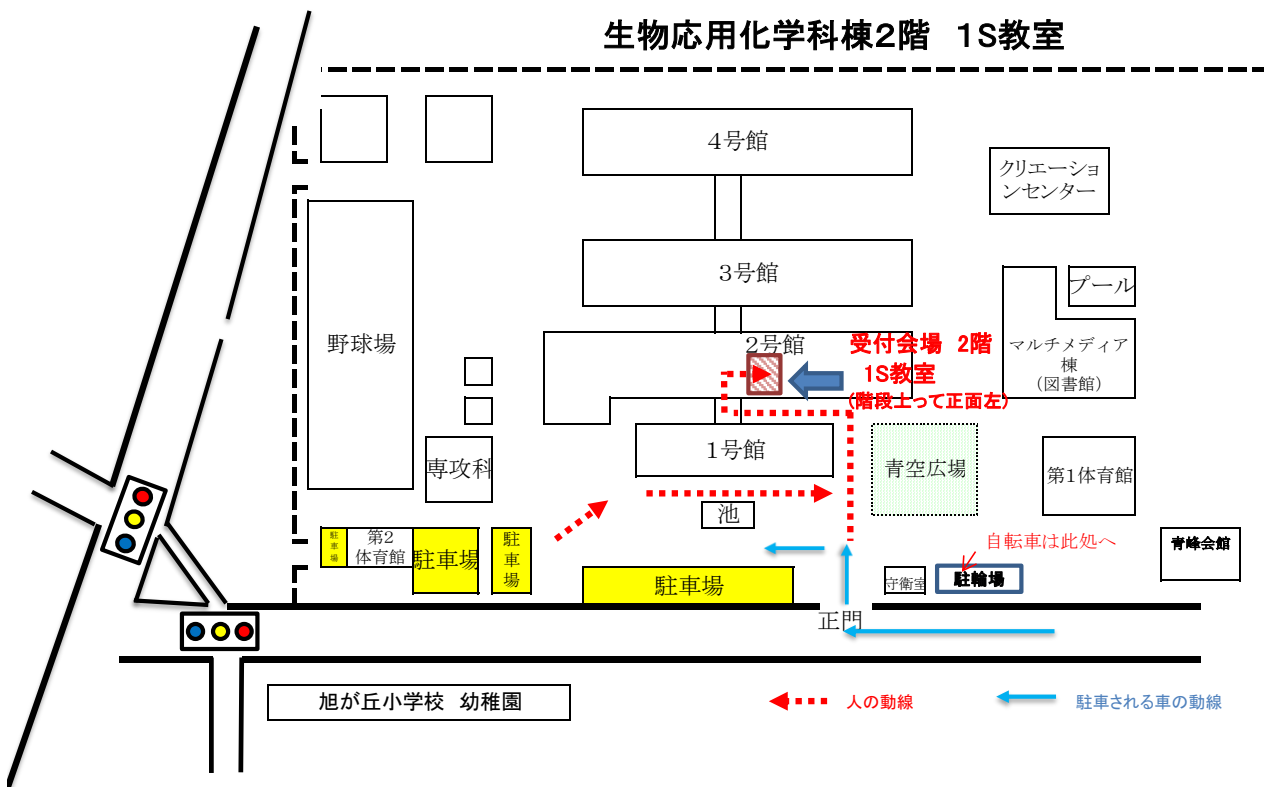 生物応用化学科棟2階 1S教室
4号館
クリエーショ
ンセンター
3号館
プール
野球場
2号館
受付会場 2階
1S教室
(階段上って正面左)
マルチメディア
棟
(図書館)
1号館
専攻科
青空広場
第1体育館
池
駐車場
第2
体育館
駐車場
駐車場
自転車は此処へ
青峰会館
駐車場
守衛室
駐輪場
正門
旭が丘小学校 幼稚園
人の動線
駐車される車の動線